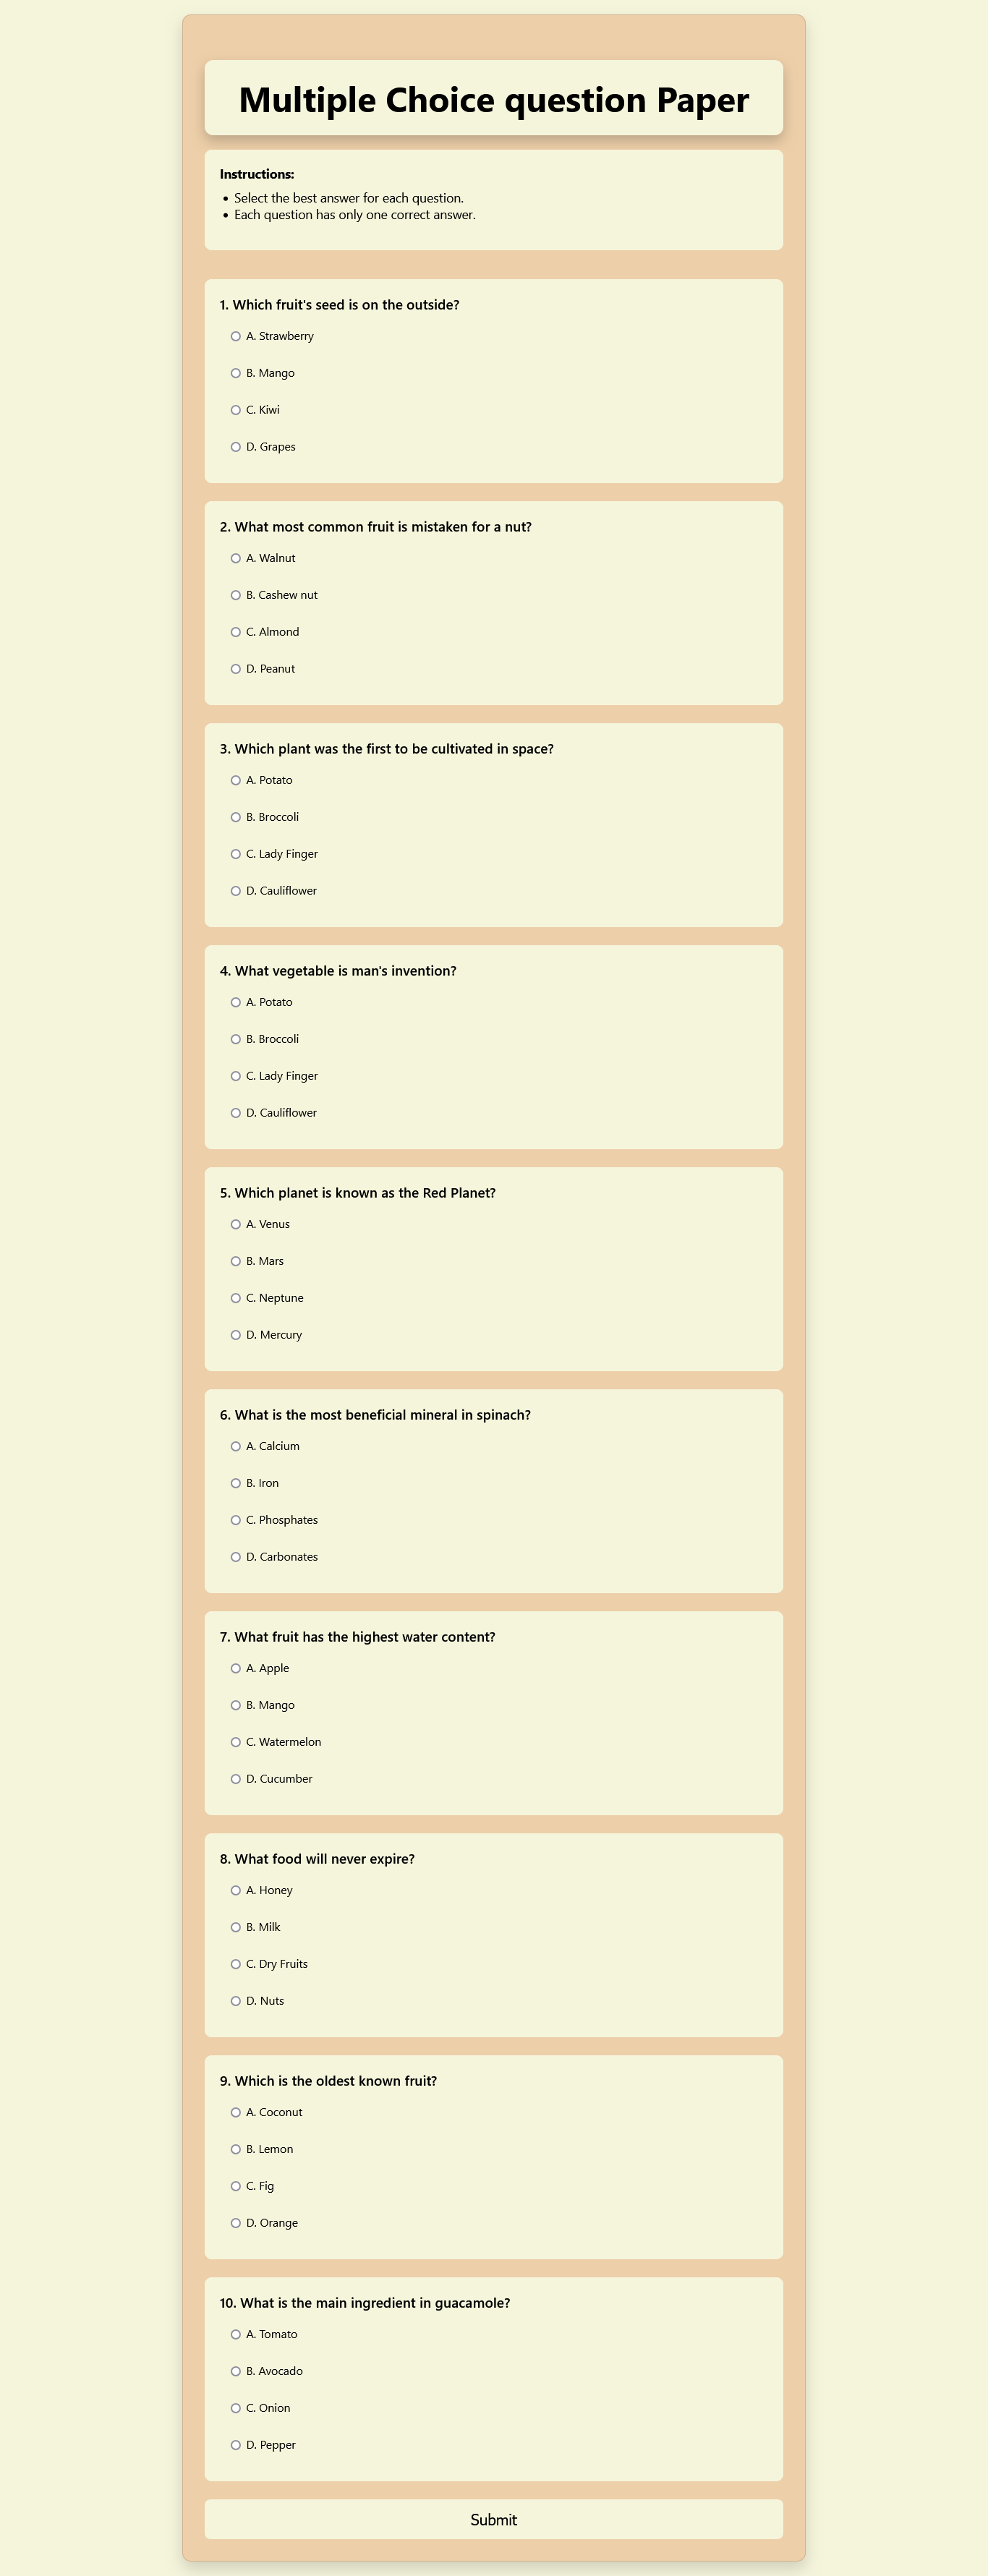 Multiple Choice question Paper
Instructions:
• Select the best answer for each question.
• Each question has only one correct answer.
1. Which fruit's seed is on the outside?
A. Strawberry
B. Mango
C. Kiwi
D. Grapes
2. What most common fruit is mistaken for a nut?
A. Walnut
B. Cashew nut
C. Almond
D. Peanut
3. Which plant was the first to be cultivated in space?
A. Potato
B. Broccoli
C. Lady Finger
D. Cauliflower
4. What vegetable is man's invention?
A. Potato
B. Broccoli
C. Lady Finger
D. Cauliflower
5. Which planet is known as the Red Planet?
A. Venus
B. Mars
C. Neptune
D. Mercury
6. What is the most beneficial mineral in spinach?
A. Calcium
B. Iron
C. Phosphates
D. Carbonates
7. What fruit has the highest water content?
A. Apple
B. Mango
C. Watermelon
D. Cucumber
8. What food will never expire?
A. Honey
B. Milk
C. Dry Fruits
D. Nuts
9. Which is the oldest known fruit?
A. Coconut
B. Lemon
C. Fig
D. Orange
10. What is the main ingredient in guacamole?
A. Tomato
B. Avocado
C. Onion
D. Pepper
Submit